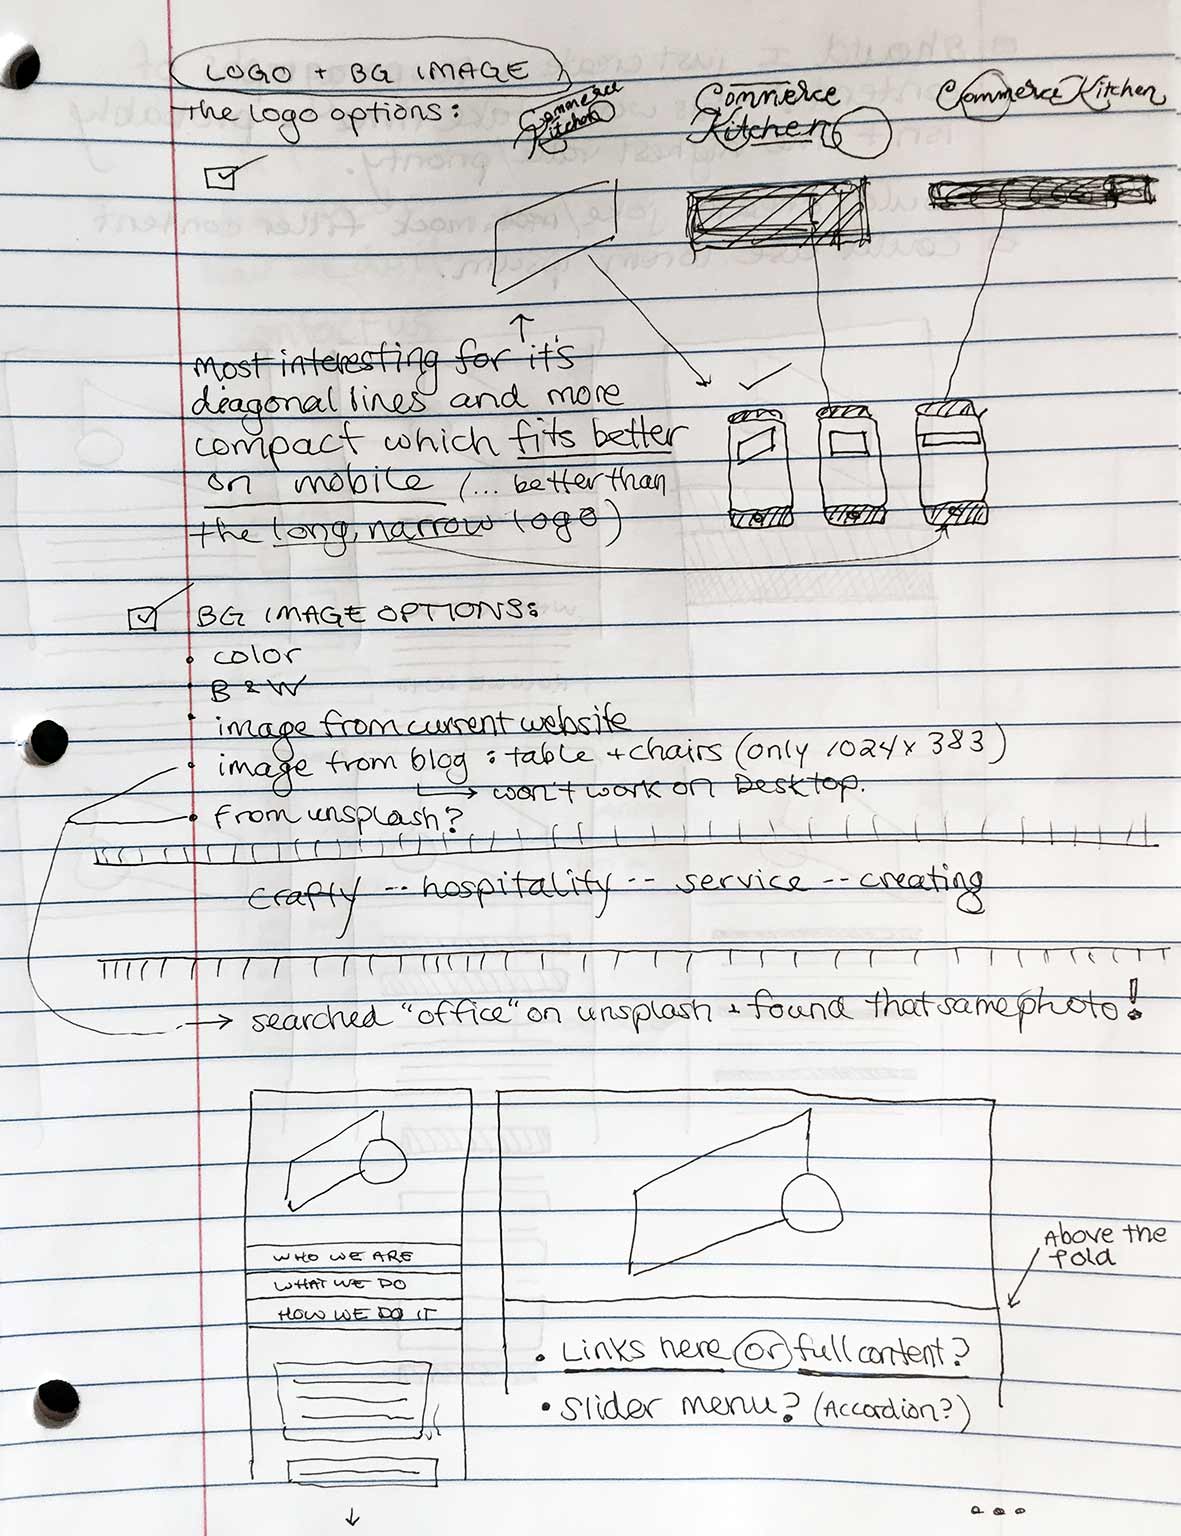 LOGO + BG IMAGE
The logo options:
Commerce
Kitchen
Commerce
Kitchen
Commerce Kitchen
most interesting for it's
diagonal lines and more
compact which fits better
on mobile (... better than
the long, narrow logo)
BG IMAGE OPTIONS:
• color
• B & W
• image from current website
• image from blog : table + chairs (only 1024 x 383)
→ won't work on Desktop.
• From unsplash?
crafty -- hospitality -- service -- creating
→ searched "office" on unsplash + found that same photo!
WHO WE ARE
WHAT WE DO
HOW WE DO IT
Above the
fold
• Links here or full content?
• Slider menu? (Accordion?)
...